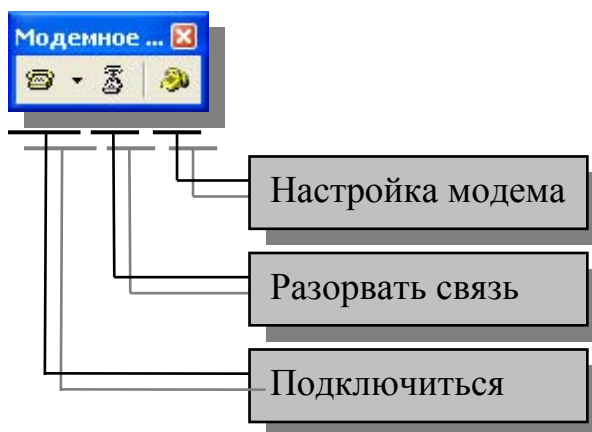 Модемное ...
Настройка модема
Разорвать связь
Подключиться